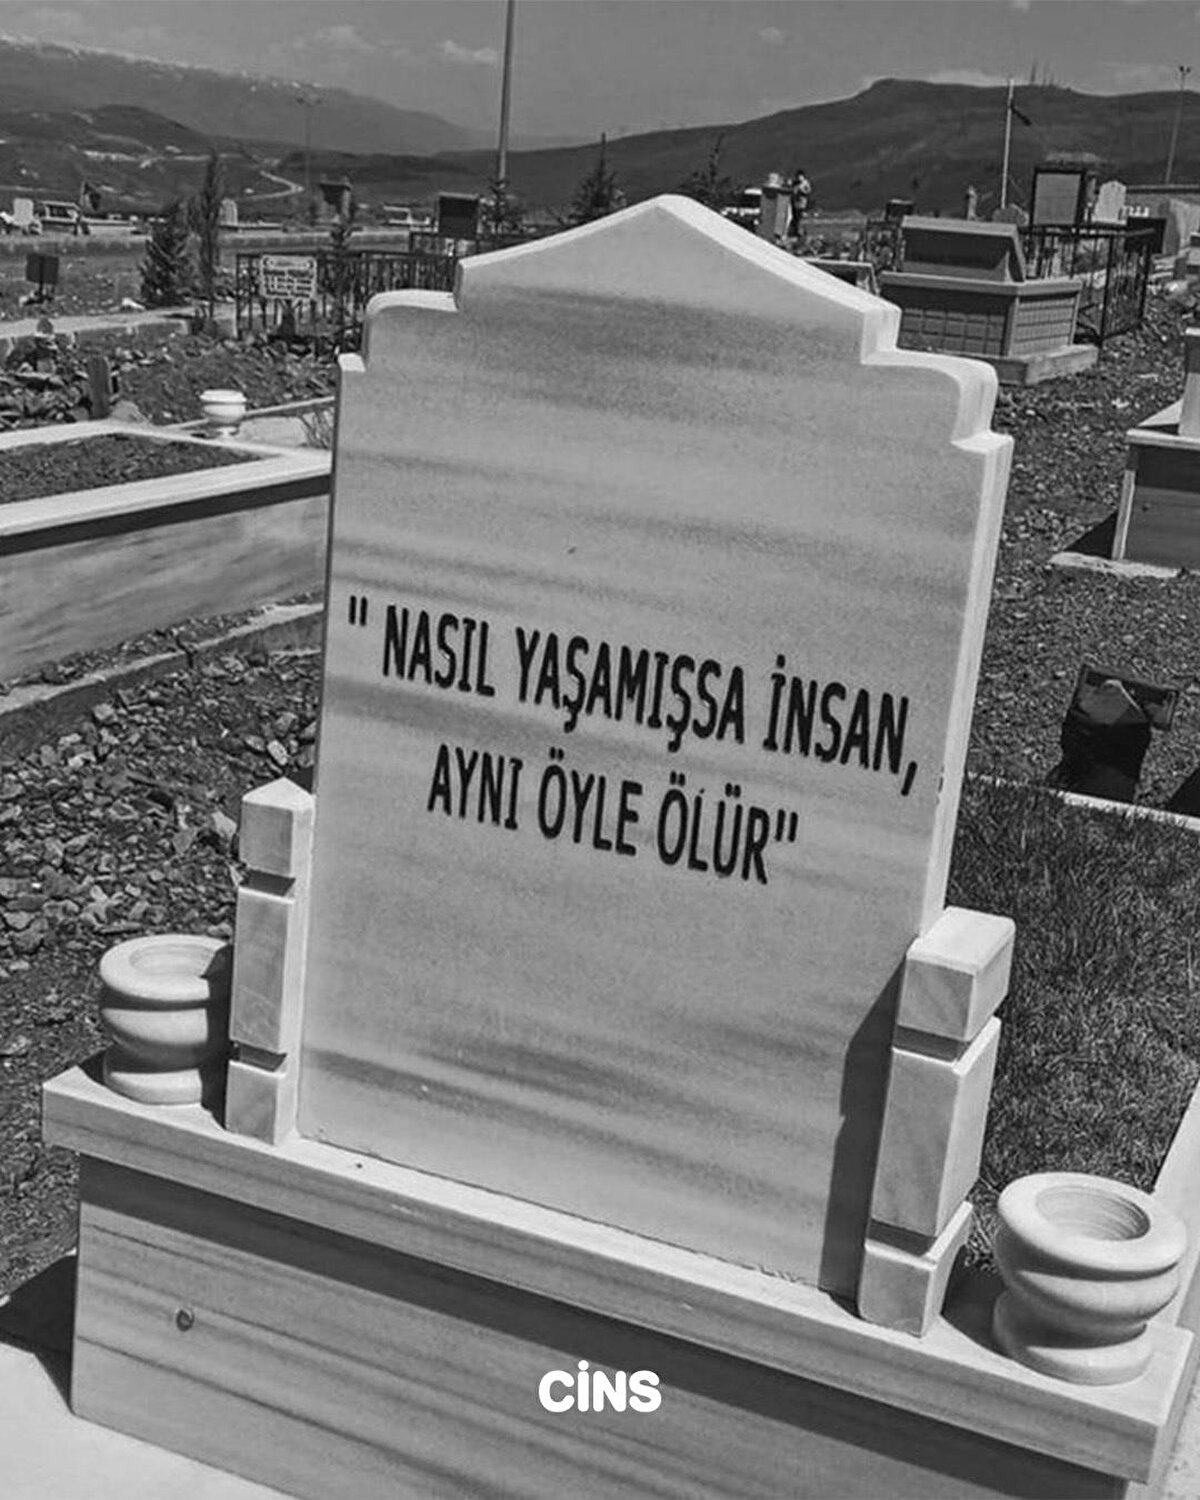 " NASIL YAŞAMIŞSA İNSAN,
AYNI ÖYLE ÖLÜR"
CİNS